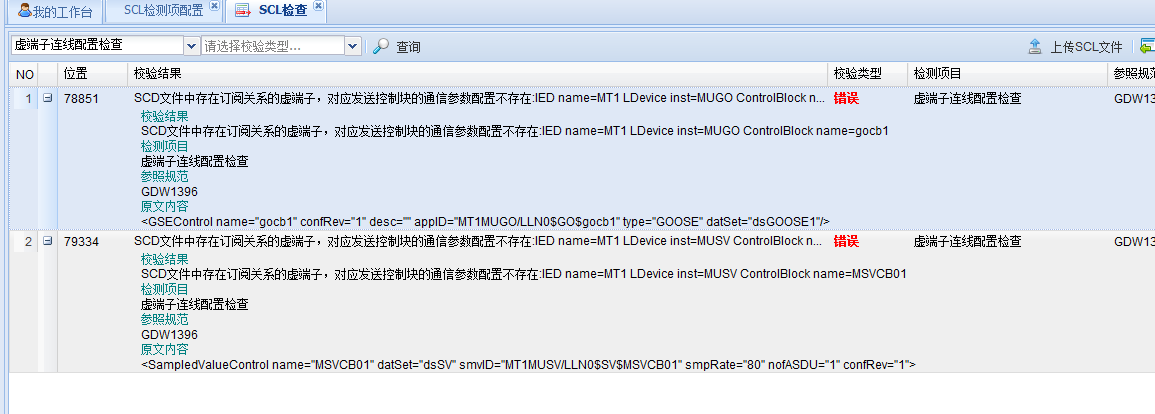 我的工作台 SCL检测项配置 SCL检查
虚端子连线配置检查 请选择校验类型... 查询 上传SCL文件
NO 位置 校验结果 校验类型 检测项目 参照规范
1 78851 SCD文件中存在订阅关系的虚端子，对应发送控制块的通信参数配置不存在:IED name=MT1 LDevice inst=MUGO ControlBlock n... 错误 虚端子连线配置检查 GDW13
校验结果
SCD文件中存在订阅关系的虚端子，对应发送控制块的通信参数配置不存在:IED name=MT1 LDevice inst=MUGO ControlBlock name=gocb1
检测项目
虚端子连线配置检查
参照规范
GDW1396
原文内容
<GSEControl name="gocb1" confRev="1" desc="" appID="MT1MUGO/LLN0$GO$gocb1" type="GOOSE" datSet="dsGOOSE1"/>
2 79334 SCD文件中存在订阅关系的虚端子，对应发送控制块的通信参数配置不存在:IED name=MT1 LDevice inst=MUSV ControlBlock n... 错误 虚端子连线配置检查 GDW13
校验结果
SCD文件中存在订阅关系的虚端子，对应发送控制块的通信参数配置不存在:IED name=MT1 LDevice inst=MUSV ControlBlock name=MSVCB01
检测项目
虚端子连线配置检查
参照规范
GDW1396
原文内容
<SampledValueControl name="MSVCB01" datSet="dsSV" smvID="MT1MUSV/LLN0$SV$MSVCB01" smpRate="80" nofASDU="1" confRev="1">